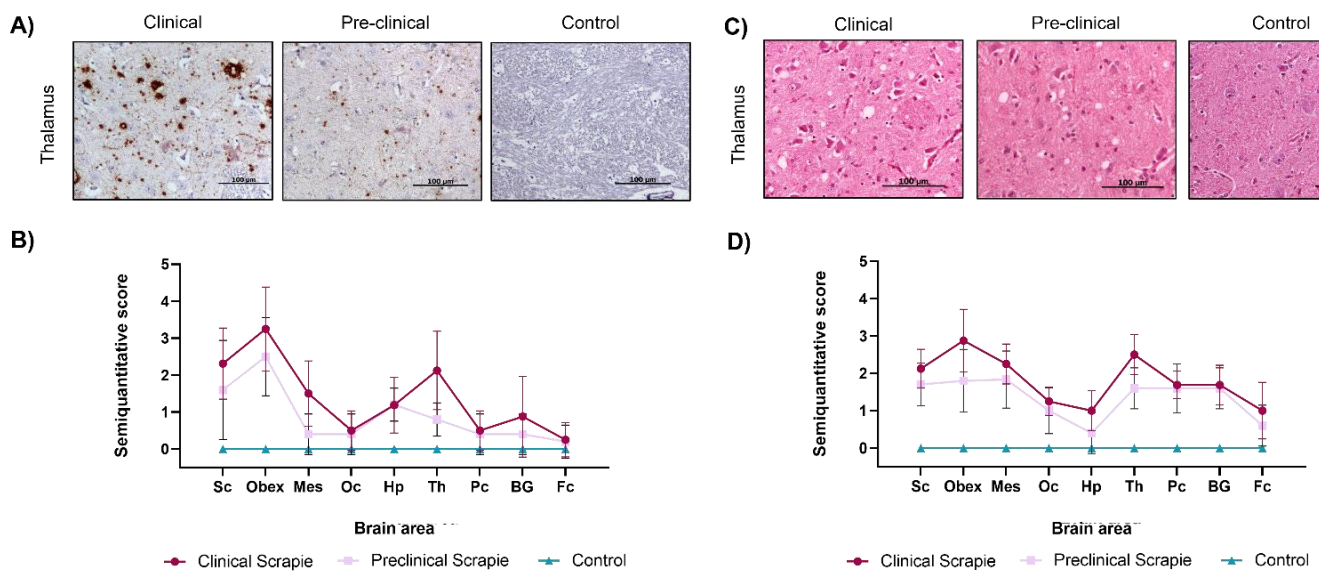 A)
Clinical
Pre-clinical
Control
Thalamus
100 µm
100 µm
100 µm
B)
Semiquantitative score
5
4
3
2
1
0
Sc Obex Mes Oc Hp Th Pc BG Fc
Brain area
Clinical Scrapie Preclinical Scrapie Control
C)
Clinical
Pre-clinical
Control
Thalamus
100 µm
100 µm
100 µm
D)
Semiquantitative score
5
4
3
2
1
0
Sc Obex Mes Oc Hp Th Pc BG Fc
Brain area
Clinical Scrapie Preclinical Scrapie Control